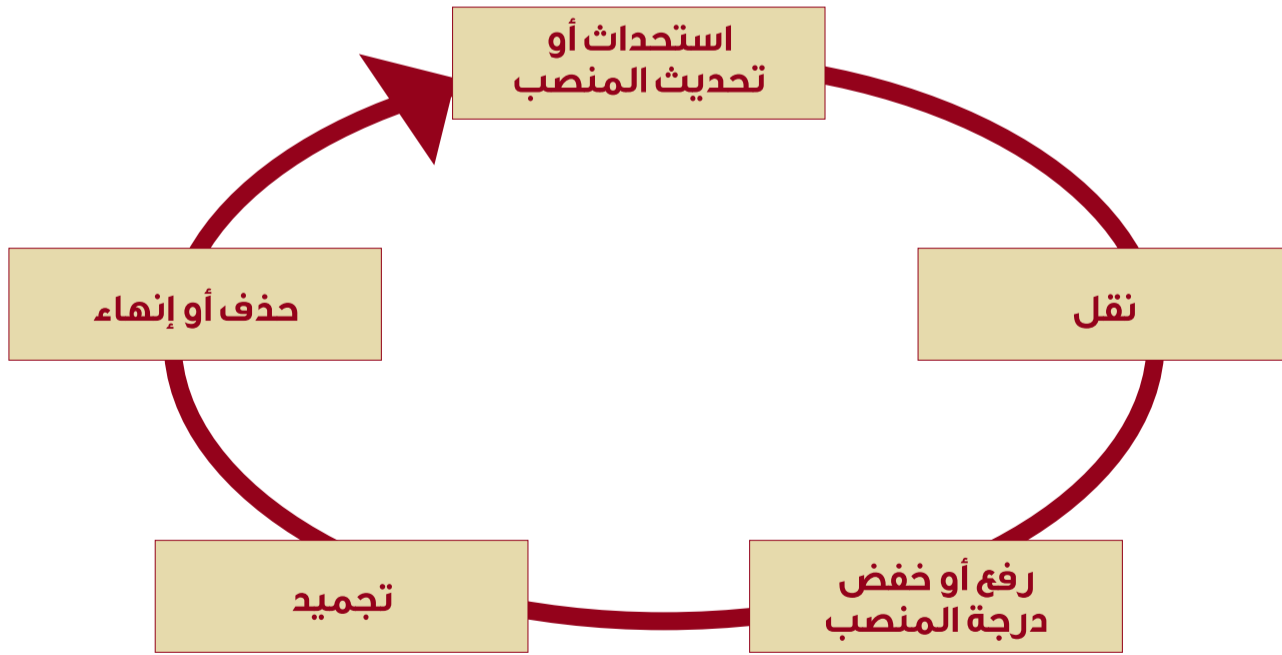 استحداث أو
تحديث المنصب
نقل
رفع أو خفض
درجة المنصب
تجميد
حذف أو إنهاء